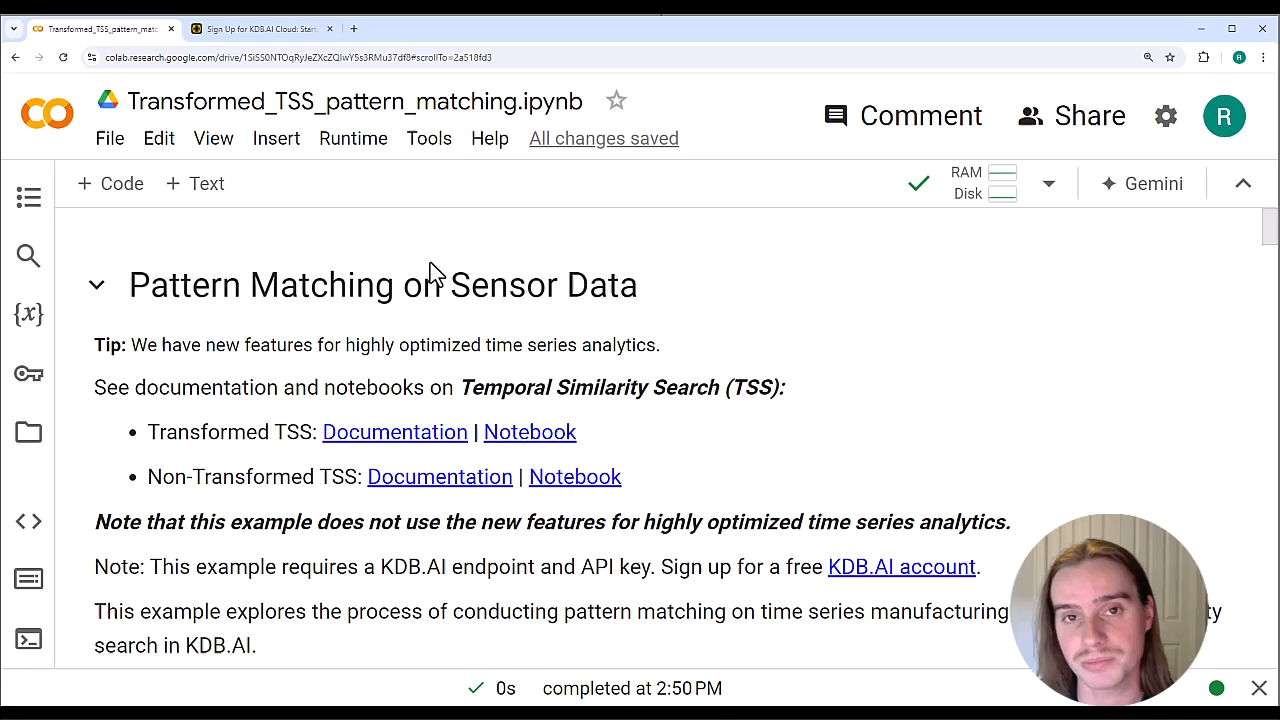 Transformed_TSS_pattern_matc
Sign Up for KDB.AI Cloud: Starte
colab.research.google.com/drive/1SiSS0NTOqRyJeZXcZQIwY5s3RMu37df8#scrollTo=2a518fd3
R
CO
Transformed_TSS_pattern_matching.ipynb
File Edit View Insert Runtime Tools Help All changes saved
Comment
Share
R
+ Code + Text
RAM
Disk
Gemini
Pattern Matching on Sensor Data
Tip: We have new features for highly optimized time series analytics.
See documentation and notebooks on Temporal Similarity Search (TSS):
• Transformed TSS: Documentation | Notebook
• Non-Transformed TSS: Documentation | Notebook
Note that this example does not use the new features for highly optimized time series analytics.
Note: This example requires a KDB.AI endpoint and API key. Sign up for a free KDB.AI account.
This example explores the process of conducting pattern matching on time series manufacturing
search in KDB.AI.
{x}
0s completed at 2:50 PM